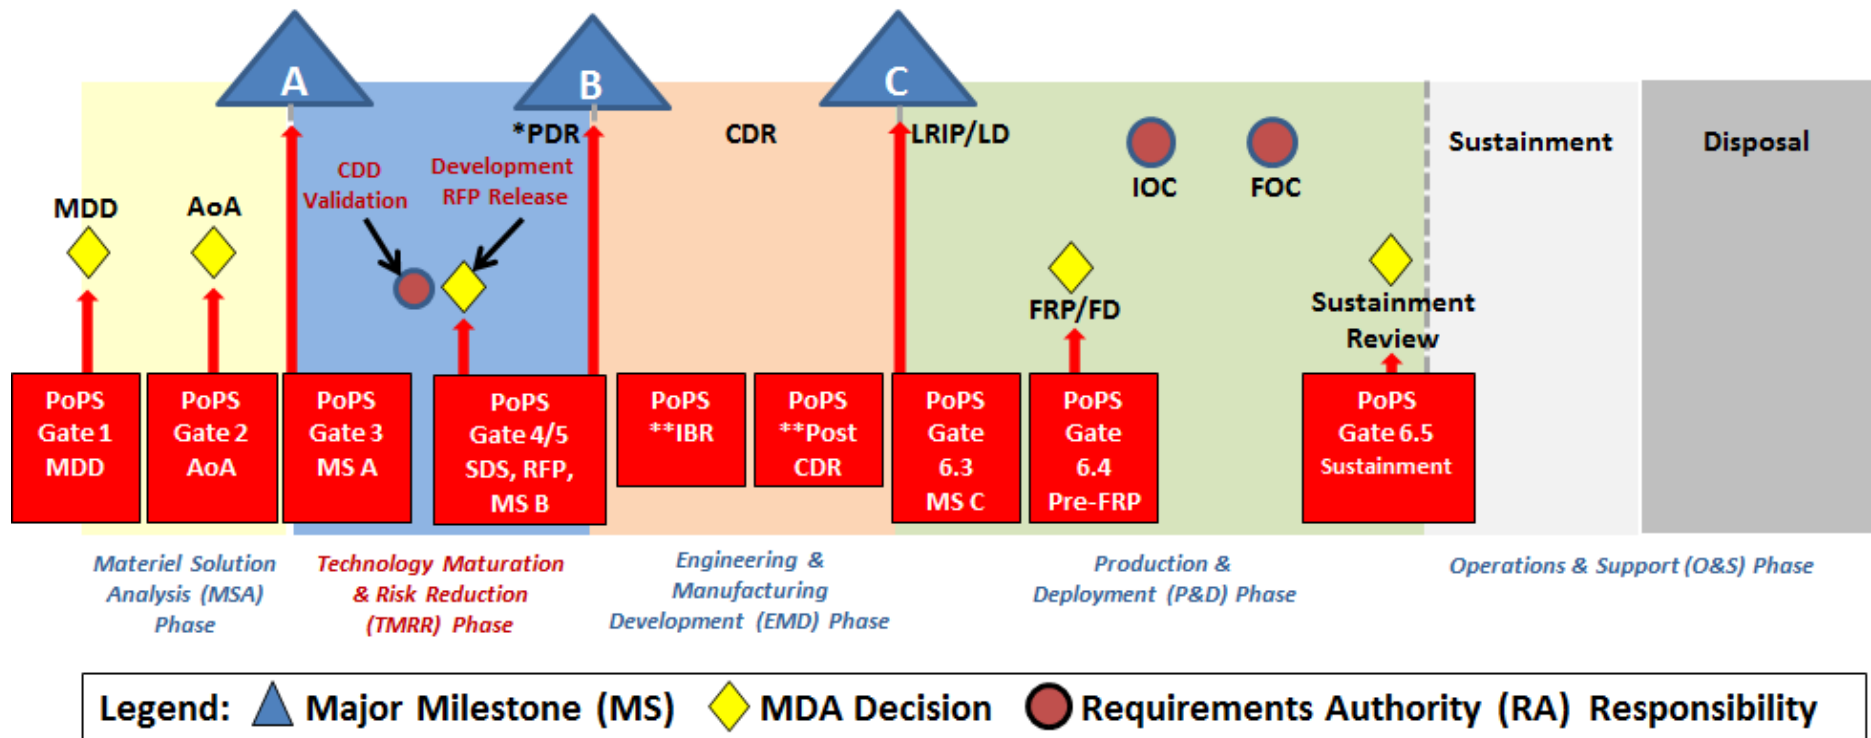 A
B
C
*PDR
CDR
LRIP/LD
IOC
FOC
Sustainment
Disposal
CDD
Validation
Development
RFP Release
MDD
AoA
FRP/FD
Sustainment
Review
PoPS
Gate 1
MDD
PoPS
Gate 2
AoA
PoPS
Gate 3
MS A
PoPS
Gate 4/5
SDS, RFP,
MS B
PoPS
**IBR
PoPS
**Post
CDR
PoPS
Gate
6.3
MS C
PoPS
Gate
6.4
Pre-FRP
PoPS
Gate 6.5
Sustainment
Materiel Solution
Analysis (MSA)
Phase
Technology Maturation
& Risk Reduction
(TMRR) Phase
Engineering &
Manufacturing
Development (EMD) Phase
Production &
Deployment (P&D) Phase
Operations & Support (O&S) Phase
Legend: Major Milestone (MS) MDA Decision Requirements Authority (RA) Responsibility